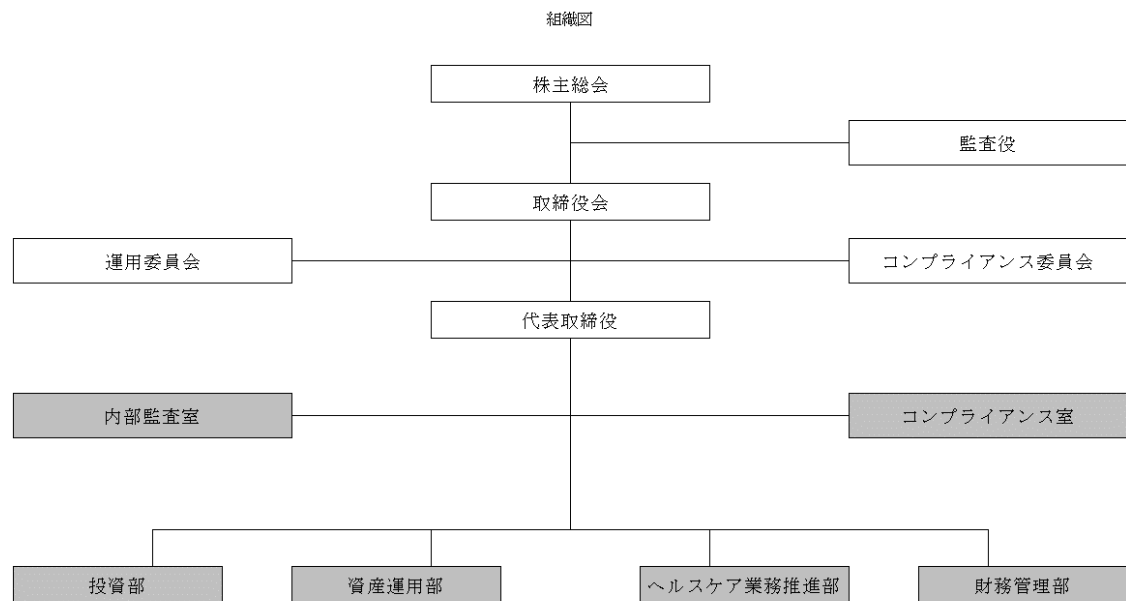 組織図
株主総会
監査役
取締役会
運用委員会
コンプライアンス委員会
代表取締役
内部監査室
コンプライアンス室
投資部
資産運用部
ヘルスケア業務推進部
財務管理部